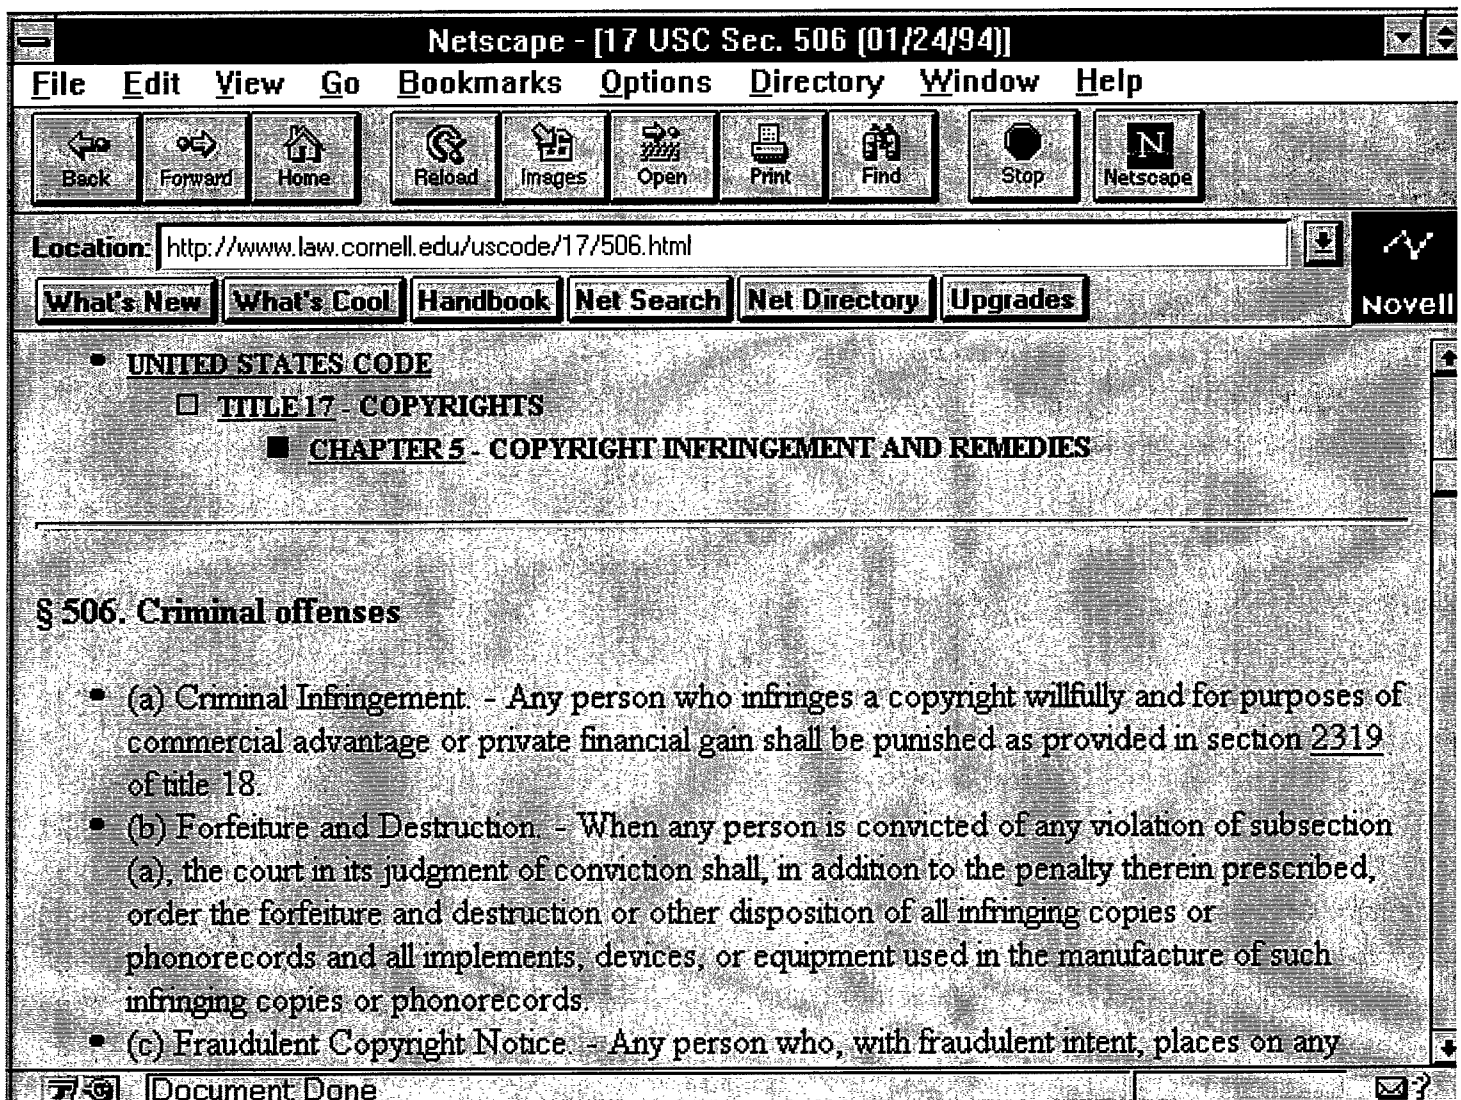 Netscape - [17 USC Sec. 506 (01/24/94)]
File Edit View Go Bookmarks Options Directory Window Help
Back Forward Home Reload Images Open Print Find Stop N Netscape
Location: http://www.law.cornell.edu/uscode/17/506.html
What's New What's Cool Handbook Net Search Net Directory Upgrades Novell
UNITED STATES CODE
TITLE 17 - COPYRIGHTS
CHAPTER 5 - COPYRIGHT INFRINGEMENT AND REMEDIES
§ 506. Criminal offenses
(a) Criminal Infringement. - Any person who infringes a copyright willfully and for purposes of
commercial advantage or private financial gain shall be punished as provided in section 2319
of title 18.
(b) Forfeiture and Destruction. - When any person is convicted of any violation of subsection
(a), the court in its judgment of conviction shall, in addition to the penalty therein prescribed,
order the forfeiture and destruction or other disposition of all infringing copies or
phonorecords and all implements, devices, or equipment used in the manufacture of such
infringing copies or phonorecords.
(c) Fraudulent Copyright Notice. - Any person who, with fraudulent intent, places on any
Document: Done
?